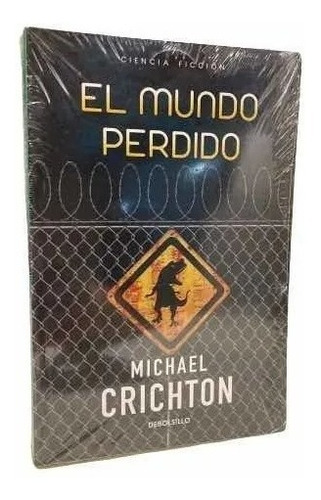 CIENCIA FICCIÓN
EL MUNDO
PERDIDO
MICHAEL
CRICHTON
DEBOLSILLO